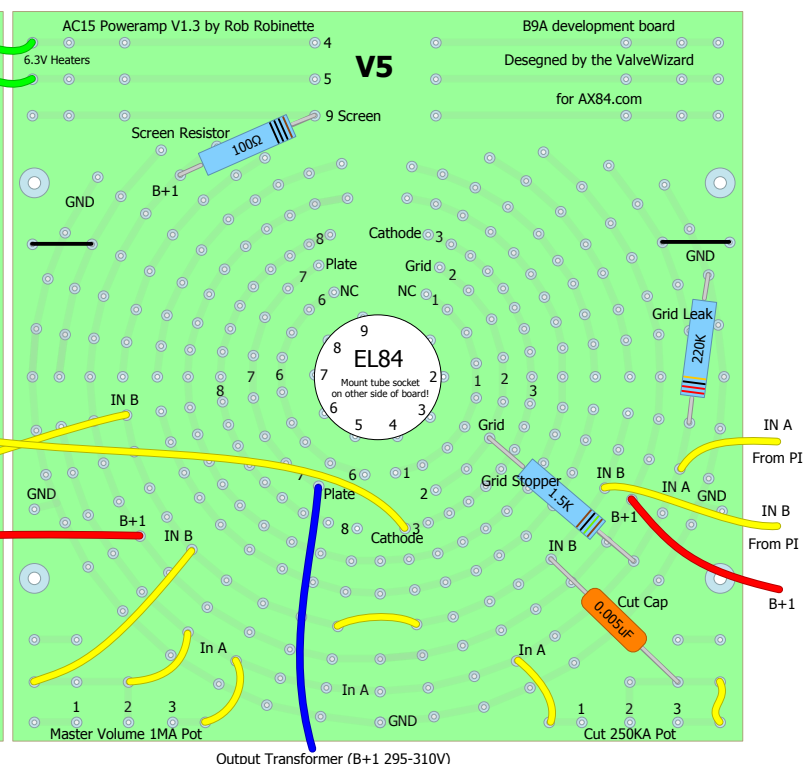 AC15 Poweramp V1.3 by Rob Robinette
B9A development board
4
6.3V Heaters
V5
Desegned by the ValveWizard
5
for AX84.com
9 Screen
Screen Resistor
100Ω
B+1
GND
Cathode 3
8
GND
Plate
Grid 2
7
NC
NC
6
1
Grid Leak
220K
9
8
EL84
7
6 7 8
Mount tube socket
on other side of board!
2
1 2 3
6
3
5 4
IN B
Grid
IN A
From PI
7
6
1
Grid Stopper
IN B
1.5K
IN A
GND
GND
Plate
2
B+1
IN B
From PI
B+1
8
3
Cathode
IN B
IN B
Cut Cap
0.005uF
B+1
In A
In A
In A
1 2 3
1 2 3
GND
Master Volume 1MA Pot
Cut 250KA Pot
Output Transformer (B+1 295-310V)